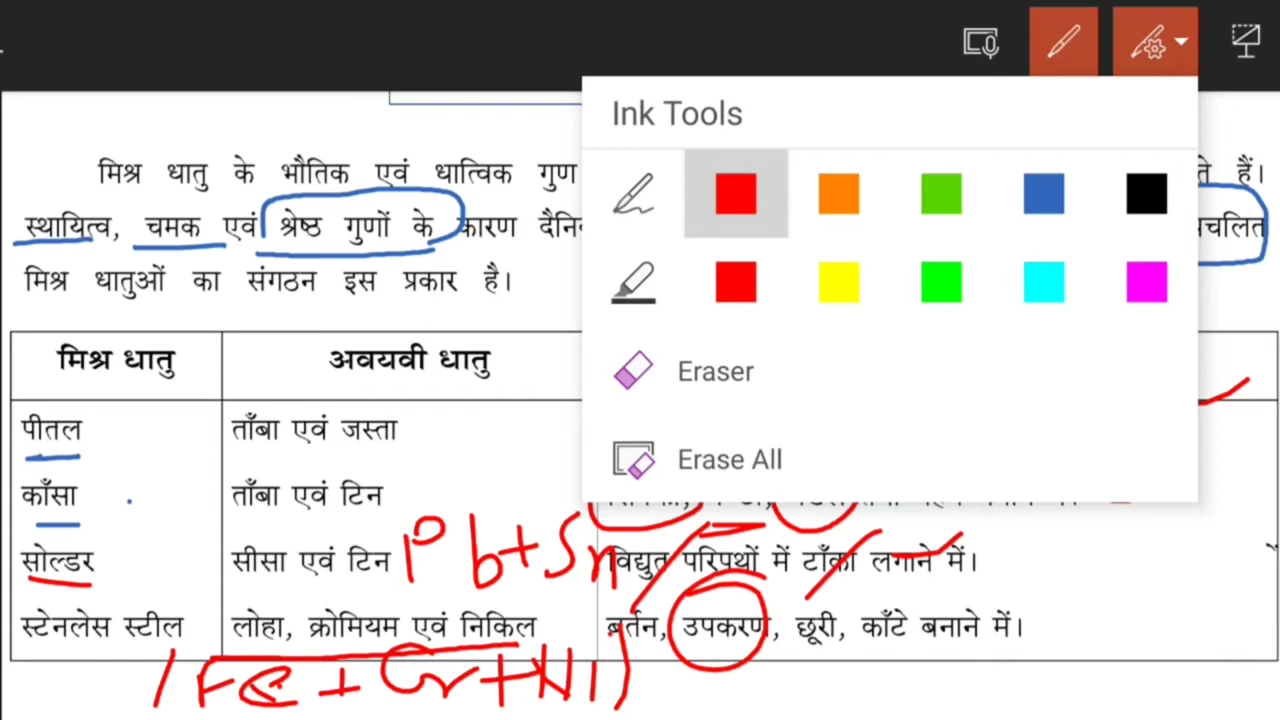 Ink Tools
मिश्र धातु के भौतिक एवं धात्विक गुण
हैं।
स्थायित्व, चमक एवं श्रेष्ठ गुणों के कारण
मिश्र धातुओं का संगठन इस प्रकार है।
Eraser
Erase All
मिश्र धातु अवयवी धातु
पीतल ताँबा एवं जस्ता
काँसा ताँबा एवं टिन
सोल्डर सीसा एवं टिन Pb+Sn विद्युत परिपथों में टाँका लगाने में।
स्टेनलेस स्टील लोहा, क्रोमियम एवं निकिल बर्तन, उपकरण, छूरी, काँटे बनाने में।
(Fe + Cr+Ni)